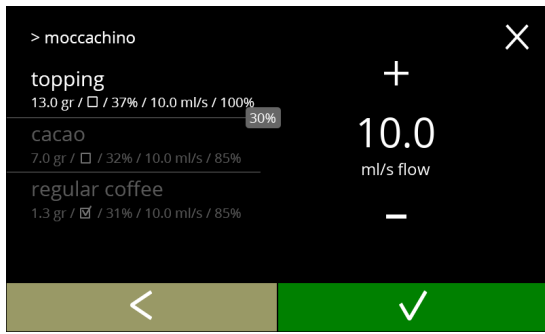 > moccachino
topping
13.0 gr / ☐ / 37% / 10.0 ml/s / 100%
30%
cacao
7.0 gr / ☐ / 32% / 10.0 ml/s / 85%
regular coffee
1.3 gr / ☑ / 31% / 10.0 ml/s / 85%
+
10.0
ml/s flow
-